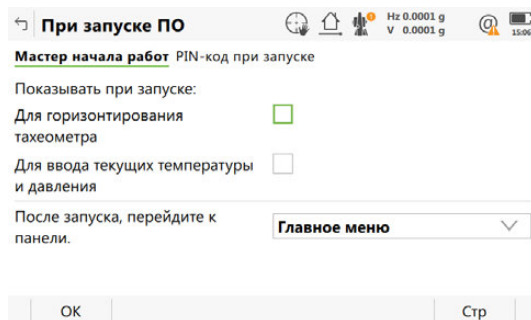 При запуске ПО
Hz 0.0001 g
V 0.0001 g
@
15:06
Мастер начала работ PIN-код при запуске
Показывать при запуске:
Для горизонтирования
тахеометра
Для ввода текущих температуры
и давления
После запуска, перейдите к
панели.
Главное меню
OK
Стр